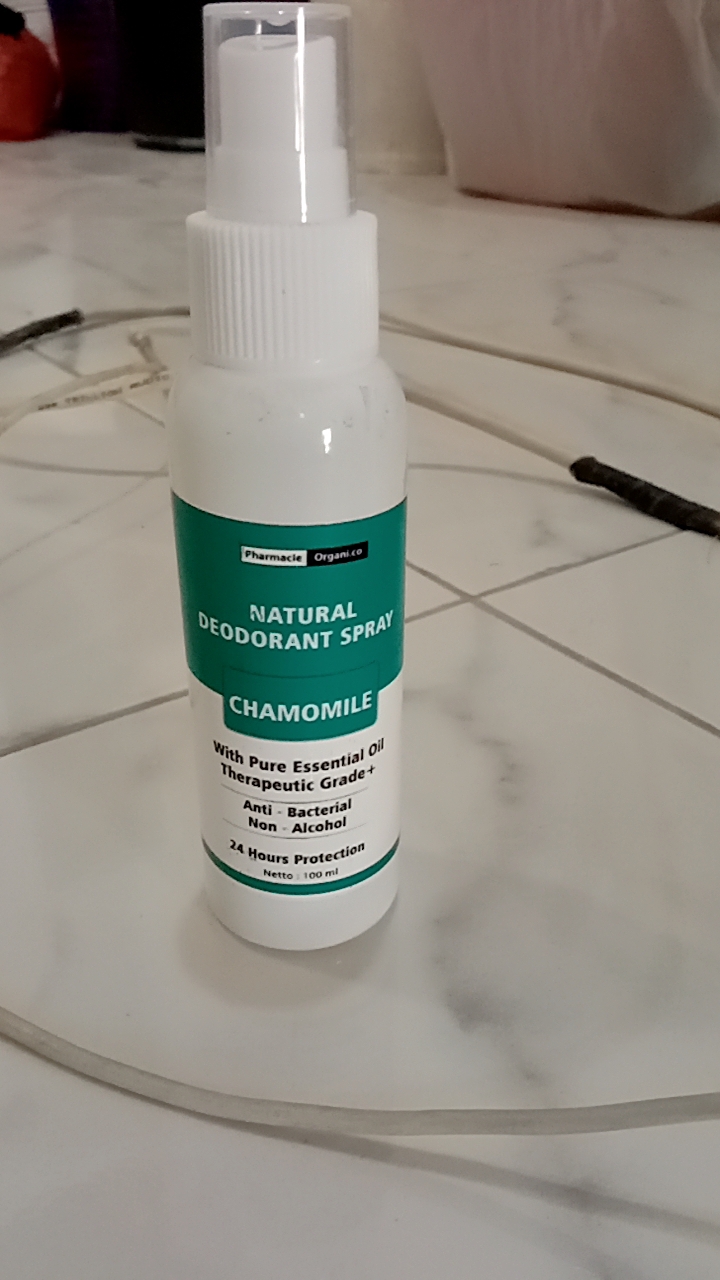 Pharmacie Organi.co
NATURAL
DEODORANT SPRAY
CHAMOMILE
With Pure Essential Oil
Therapeutic Grade+
Anti - Bacterial
Non - Alcohol
24 Hours Protection
Netto : 100 ml